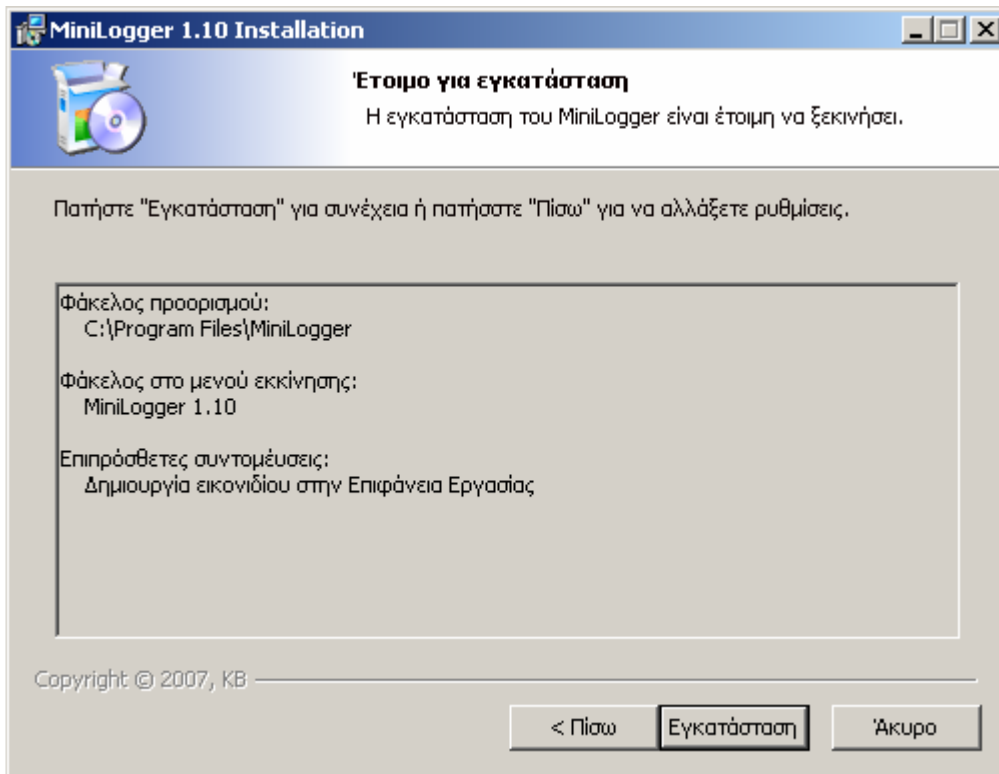 MiniLogger 1.10 Installation
Έτοιμο για εγκατάσταση
Η εγκατάσταση του MiniLogger είναι έτοιμη να ξεκινήσει.
Πατήστε "Εγκατάσταση" για συνέχεια ή πατήσστε "Πίσω" για να αλλάξετε ρυθμίσεις.
Φάκελος προορισμού:
C:\Program Files\MiniLogger
Φάκελος στο μενού εκκίνησης:
MiniLogger 1.10
Επιπρόσθετες συντομέυσεις:
Δημιουργία εικονιδίου στην Επιφάνεια Εργασίας
Copyright © 2007, KB
< Πίσω
Εγκατάσταση
Άκυρο